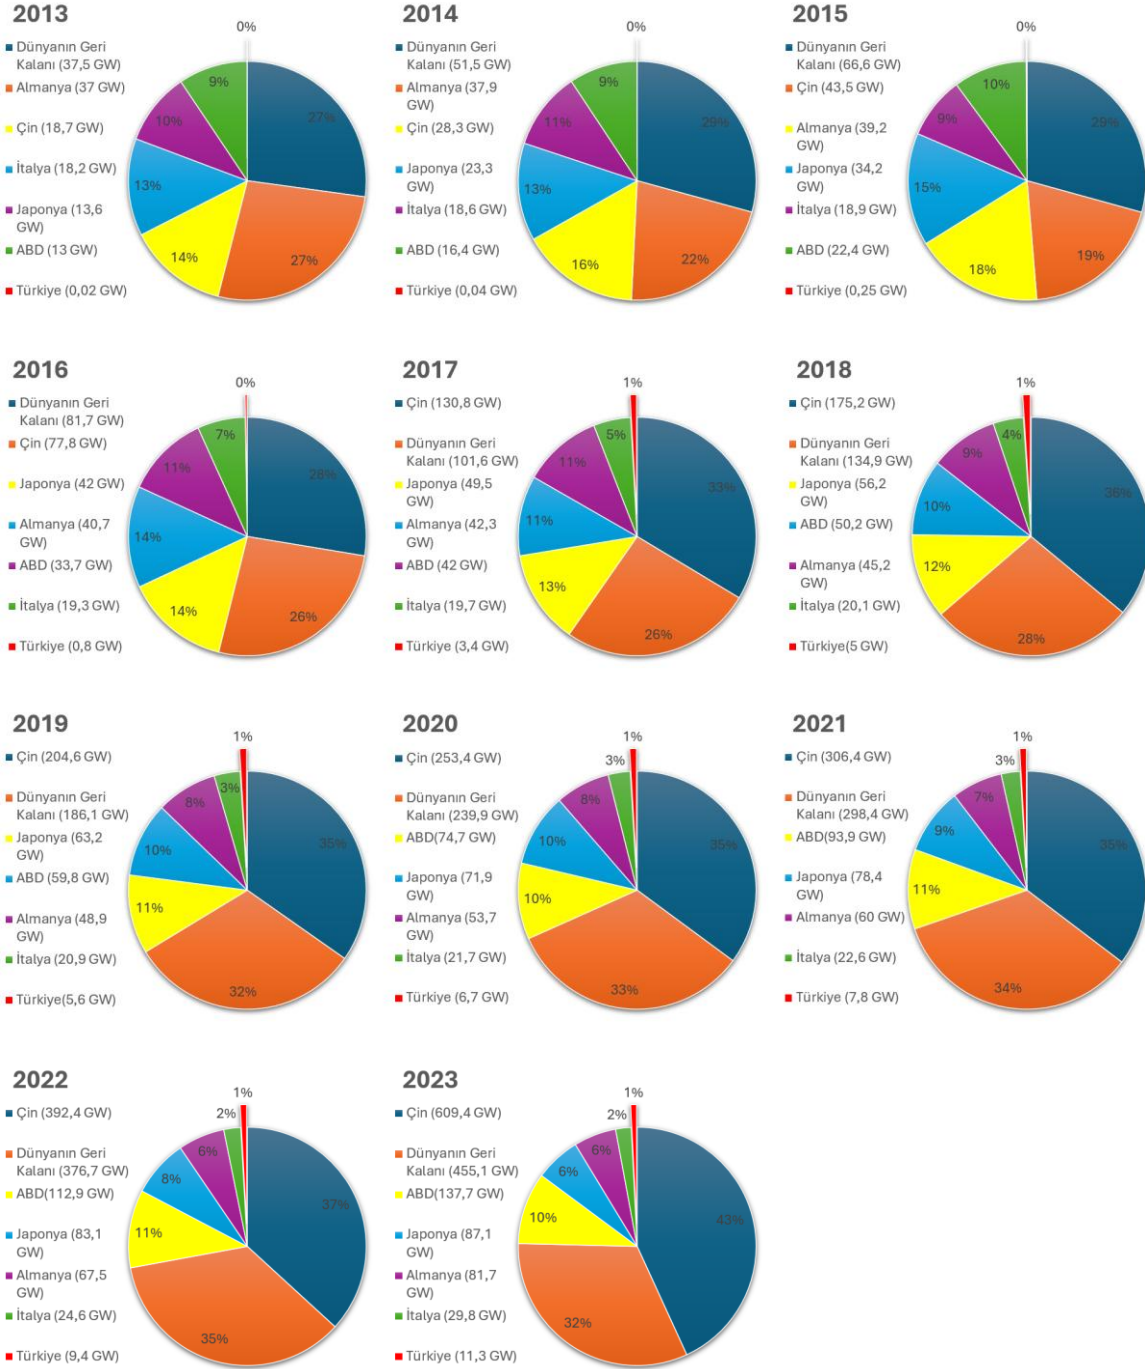 2013
0%
Dünyanın Geri
Kalanı (37,5 GW)
Almanya (37 GW)
Çin (18,7 GW)
İtalya (18,2 GW)
Japonya (13,6
GW)
ABD (13 GW)
Türkiye (0,02 GW)
9%
27%
10%
13%
14%
27%
2014
0%
Dünyanın Geri
Kalanı (51,5 GW)
Almanya (37,9
GW)
Çin (28,3 GW)
Japonya (23,3
GW)
İtalya (18,6 GW)
ABD (16,4 GW)
Türkiye (0,04 GW)
9%
29%
11%
13%
16%
22%
2015
0%
Dünyanın Geri
Kalanı (66,6 GW)
Çin (43,5 GW)
Almanya (39,2
GW)
Japonya (34,2
GW)
İtalya (18,9 GW)
ABD (22,4 GW)
Türkiye (0,25 GW)
10%
29%
9%
15%
18%
19%
2016
0%
Dünyanın Geri
Kalanı (81,7 GW)
Çin (77,8 GW)
Japonya (42 GW)
Almanya (40,7
GW)
ABD (33,7 GW)
İtalya (19,3 GW)
Türkiye (0,8 GW)
7%
28%
11%
14%
14%
26%
2017
1%
Çin (130,8 GW)
Dünyanın Geri
Kalanı (101,6 GW)
Japonya (49,5
GW)
Almanya (42,3
GW)
ABD (42 GW)
İtalya (19,7 GW)
Türkiye (3,4 GW)
5%
33%
11%
11%
13%
26%
2018
1%
Çin (175,2 GW)
Dünyanın Geri
Kalanı (134,9 GW)
Japonya (56,2
GW)
ABD (50,2 GW)
Almanya (45,2
GW)
İtalya (20,1 GW)
Türkiye(5 GW)
4%
36%
9%
10%
12%
28%
2019
1%
Çin (204,6 GW)
Dünyanın Geri
Kalanı (186,1 GW)
Japonya (63,2
GW)
ABD (59,8 GW)
Almanya (48,9
GW)
İtalya (20,9 GW)
Türkiye(5,6 GW)
3%
35%
8%
10%
11%
32%
2020
1%
Çin (253,4 GW)
Dünyanın Geri
Kalanı (239,9 GW)
ABD(74,7 GW)
Japonya (71,9
GW)
Almanya (53,7
GW)
İtalya (21,7 GW)
Türkiye (6,7 GW)
3%
35%
8%
10%
10%
33%
2021
1%
Çin (306,4 GW)
Dünyanın Geri
Kalanı (298,4 GW)
ABD(93,9 GW)
Japonya (78,4
GW)
Almanya (60 GW)
İtalya (22,6 GW)
Türkiye (7,8 GW)
3%
35%
7%
9%
11%
34%
2022
1%
Çin (392,4 GW)
Dünyanın Geri
Kalanı (376,7 GW)
ABD(112,9 GW)
Japonya (83,1
GW)
Almanya (67,5
GW)
İtalya (24,6 GW)
Türkiye (9,4 GW)
2%
37%
6%
8%
11%
35%
2023
1%
Çin (609,4 GW)
Dünyanın Geri
Kalanı (455,1 GW)
ABD(137,7 GW)
Japonya (87,1
GW)
Almanya (81,7
GW)
İtalya (29,8 GW)
Türkiye (11,3 GW)
2%
43%
6%
6%
10%
32%